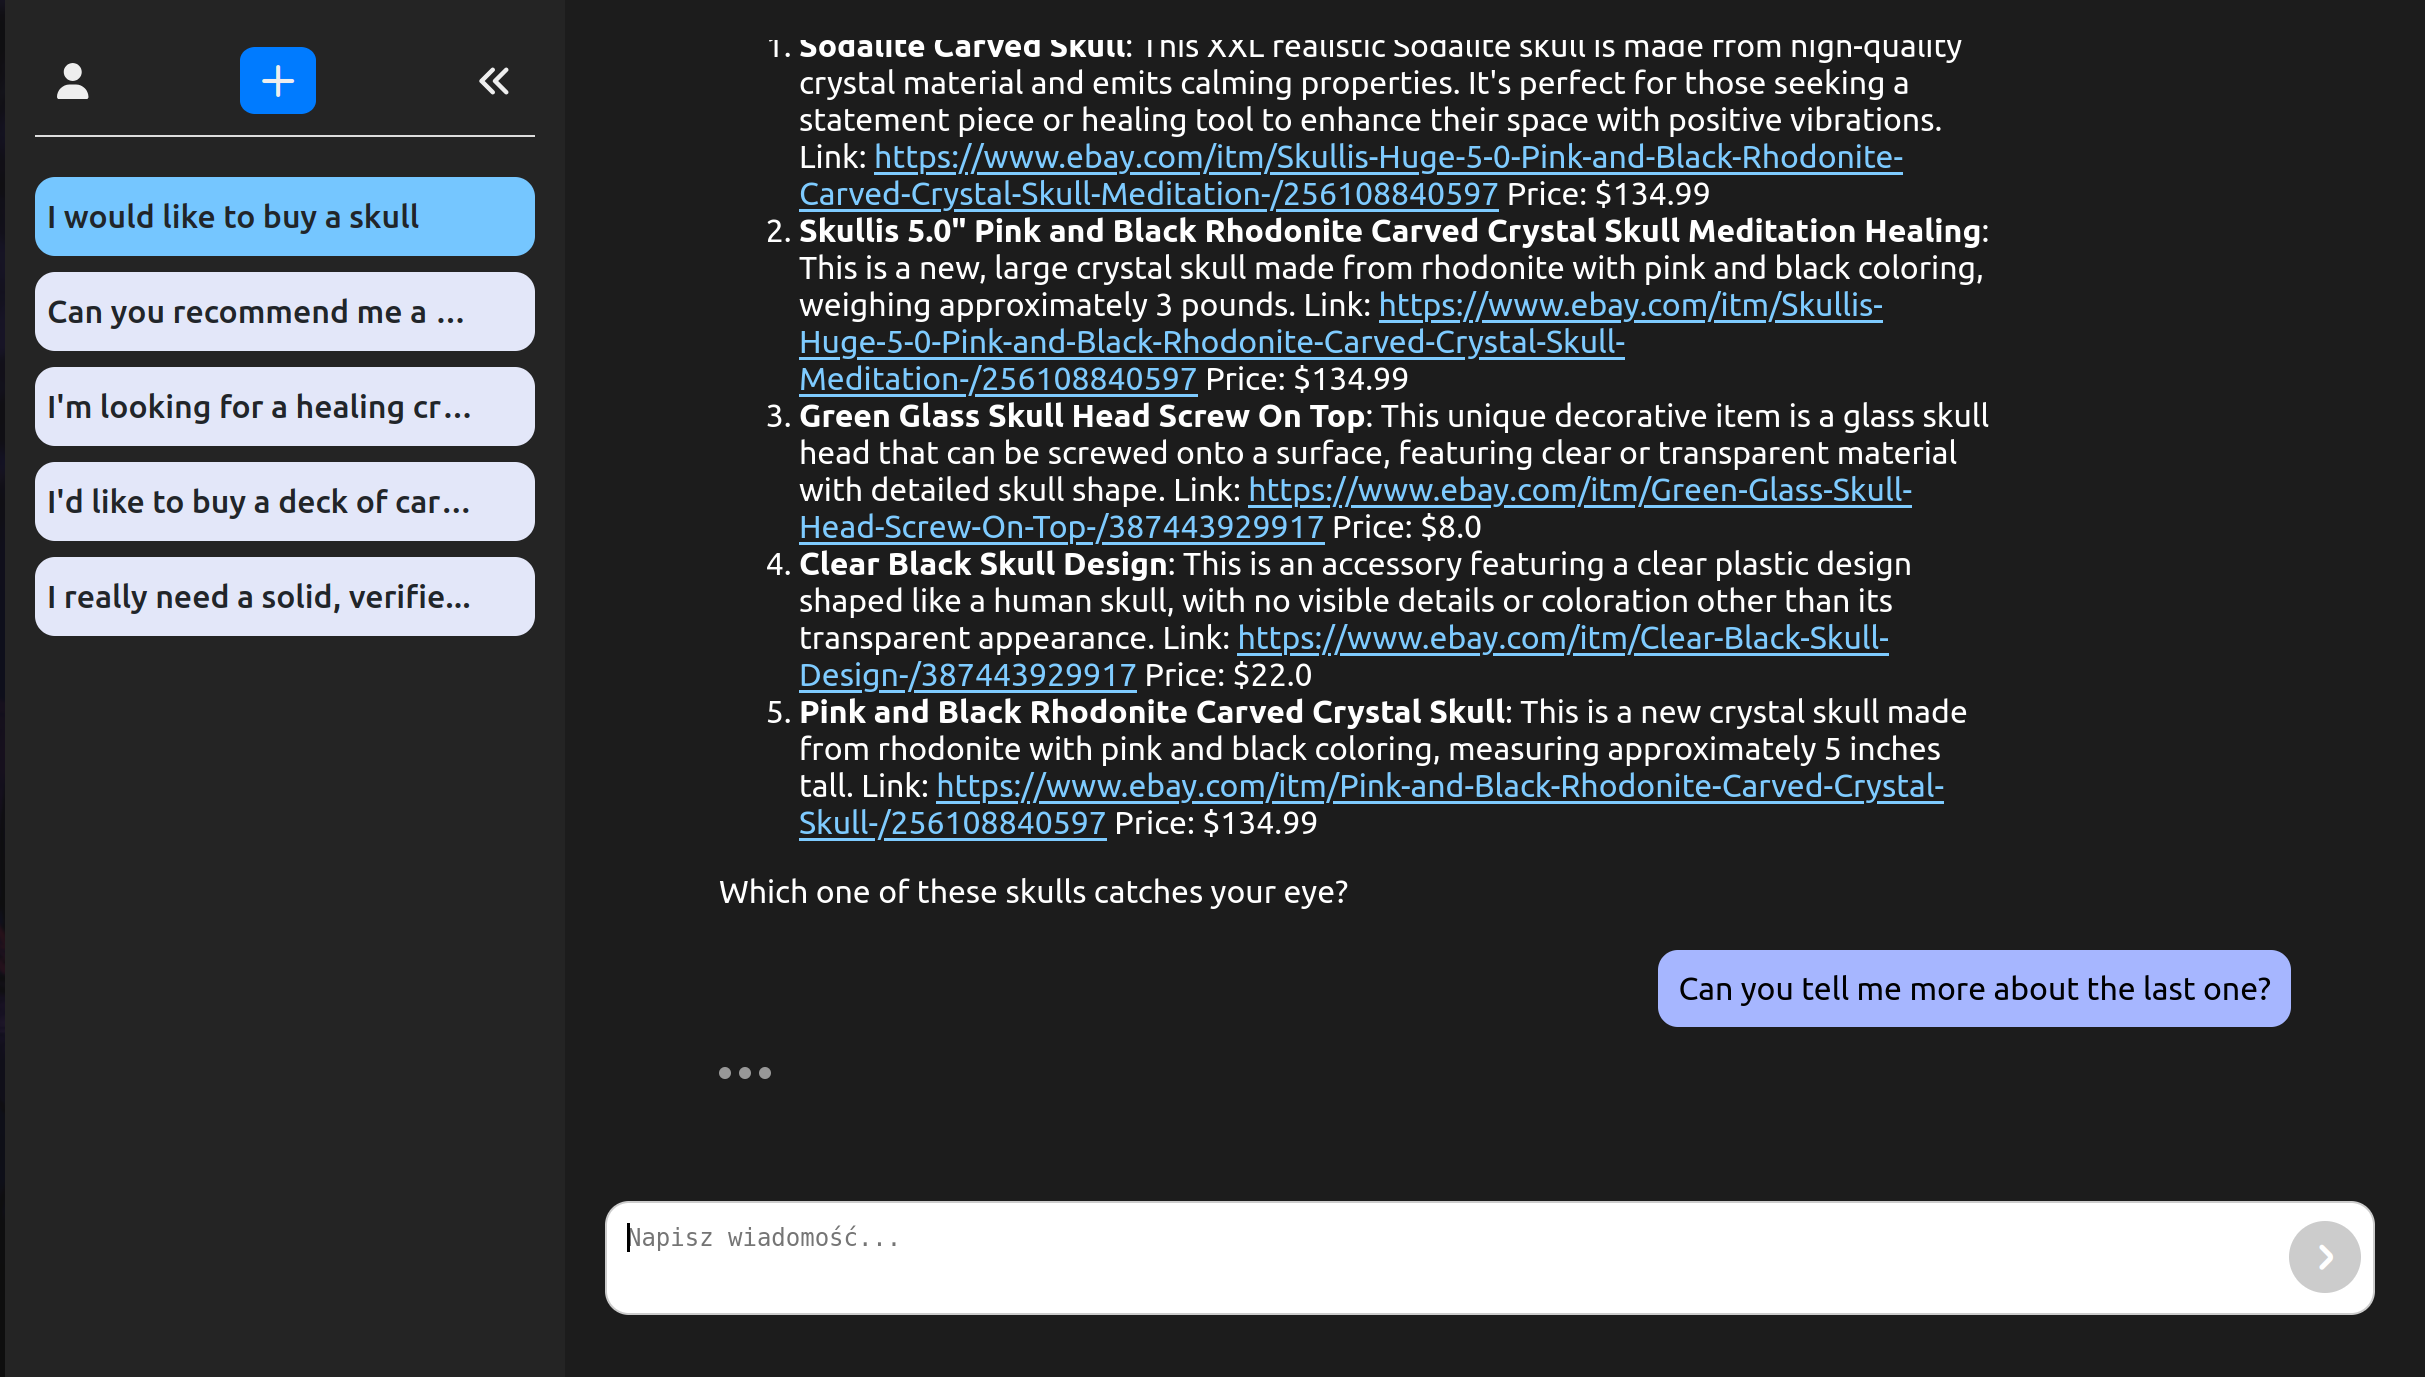 I would like to buy a skull
Can you recommend me a ...
I'm looking for a healing cr...
I'd like to buy a deck of car...
I really need a solid, verifie...
1. Sodalite Carved Skull: This XXL realistic Sodalite skull is made from high-quality
crystal material and emits calming properties. It's perfect for those seeking a
statement piece or healing tool to enhance their space with positive vibrations.
Link: https://www.ebay.com/itm/Skullis-Huge-5-0-Pink-and-Black-Rhodonite-
Carved-Crystal-Skull-Meditation-/256108840597 Price: $134.99
2. Skullis 5.0" Pink and Black Rhodonite Carved Crystal Skull Meditation Healing:
This is a new, large crystal skull made from rhodonite with pink and black coloring,
weighing approximately 3 pounds. Link: https://www.ebay.com/itm/Skullis-
Huge-5-0-Pink-and-Black-Rhodonite-Carved-Crystal-Skull-
Meditation-/256108840597 Price: $134.99
3. Green Glass Skull Head Screw On Top: This unique decorative item is a glass skull
head that can be screwed onto a surface, featuring clear or transparent material
with detailed skull shape. Link: https://www.ebay.com/itm/Green-Glass-Skull-
Head-Screw-On-Top-/387443929917 Price: $8.0
4. Clear Black Skull Design: This is an accessory featuring a clear plastic design
shaped like a human skull, with no visible details or coloration other than its
transparent appearance. Link: https://www.ebay.com/itm/Clear-Black-Skull-
Design-/387443929917 Price: $22.0
5. Pink and Black Rhodonite Carved Crystal Skull: This is a new crystal skull made
from rhodonite with pink and black coloring, measuring approximately 5 inches
tall. Link: https://www.ebay.com/itm/Pink-and-Black-Rhodonite-Carved-Crystal-
Skull-/256108840597 Price: $134.99
Which one of these skulls catches your eye?
Can you tell me more about the last one?
Napisz wiadomość...